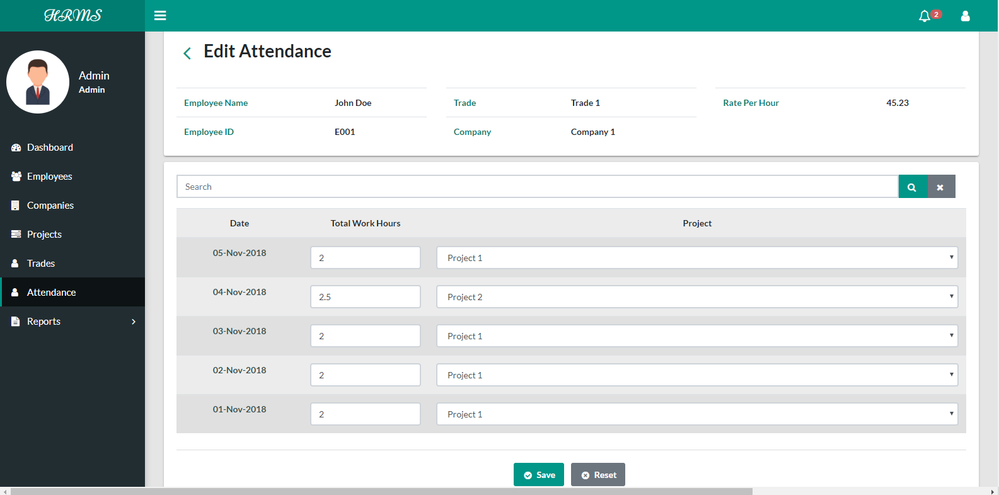 HRMS
2
Edit Attendance
Admin
Admin
Employee Name John Doe Trade Trade 1 Rate Per Hour 45.23
Employee ID E001 Company Company 1
Dashboard
Employees
Companies
Projects
Trades
Attendance
Reports
Search
Date Total Work Hours Project
05-Nov-2018 2 Project 1
04-Nov-2018 2.5 Project 2
03-Nov-2018 2 Project 1
02-Nov-2018 2 Project 1
01-Nov-2018 2 Project 1
Save Reset